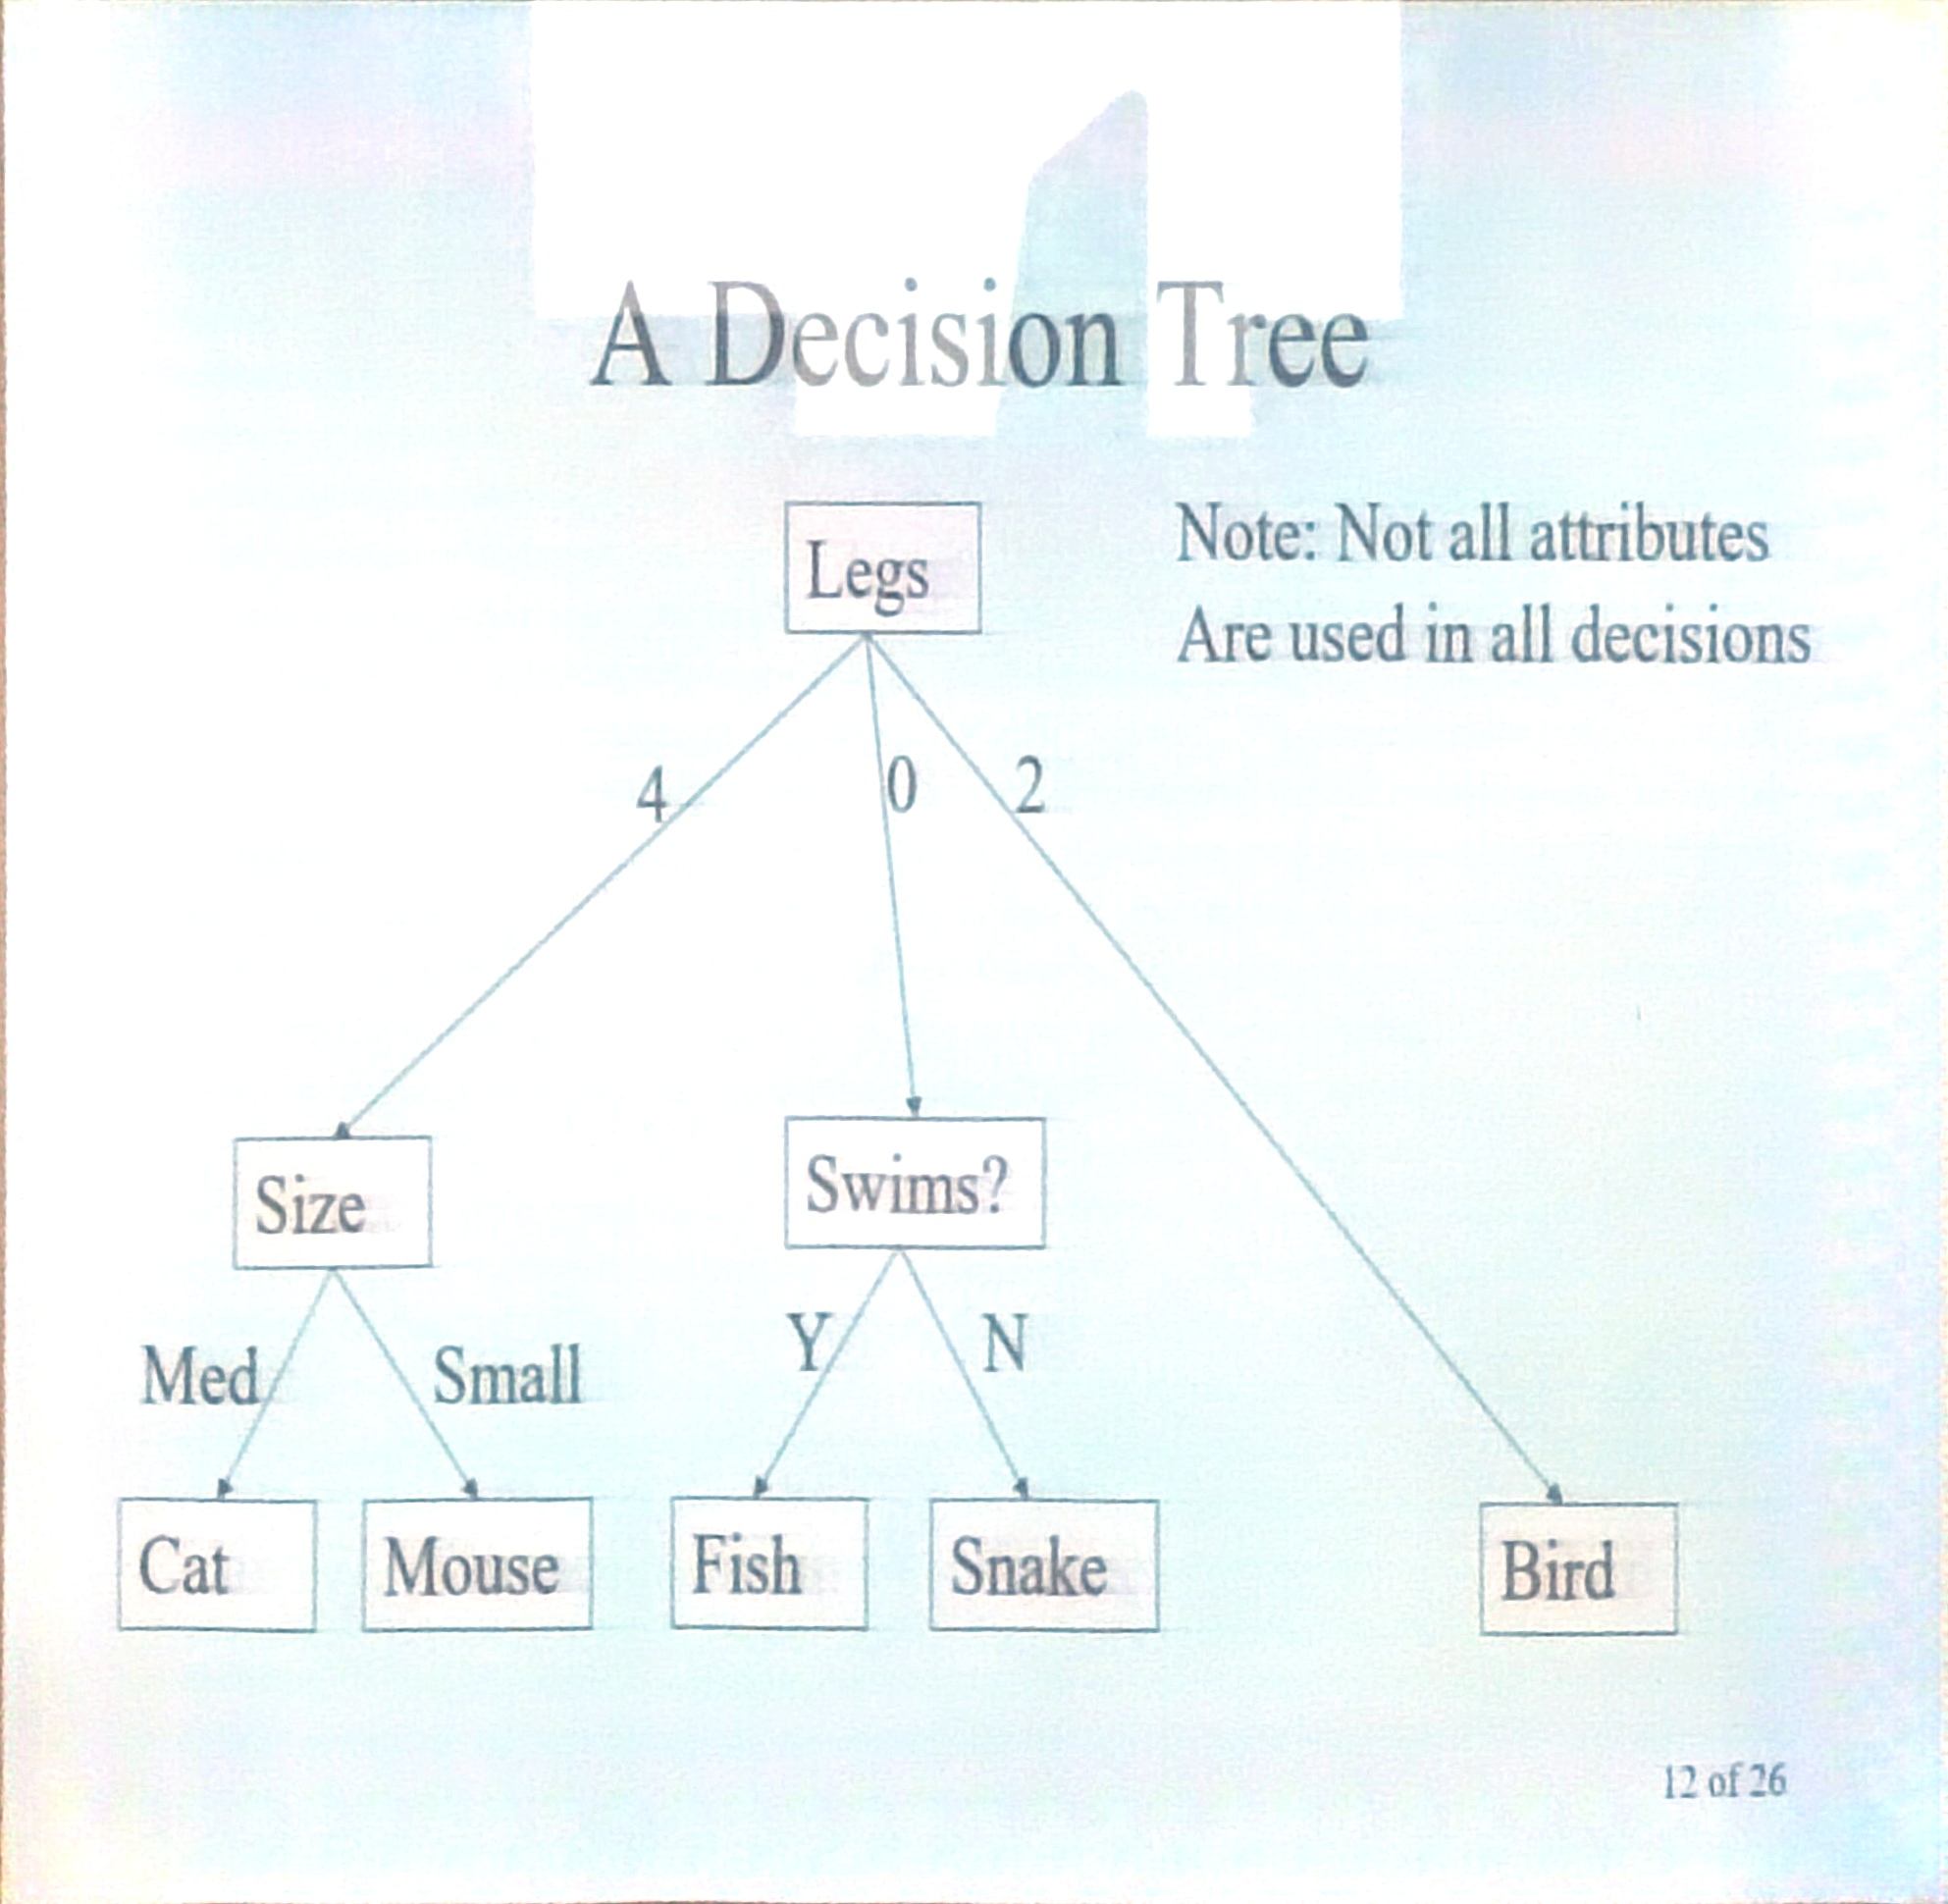 A Decision Tree
Legs
Note: Not all attributes
Are used in all decisions
4
0
2
Size
Swims?
Med
Small
Y
N
Cat
Mouse
Fish
Snake
Bird
12 of 26